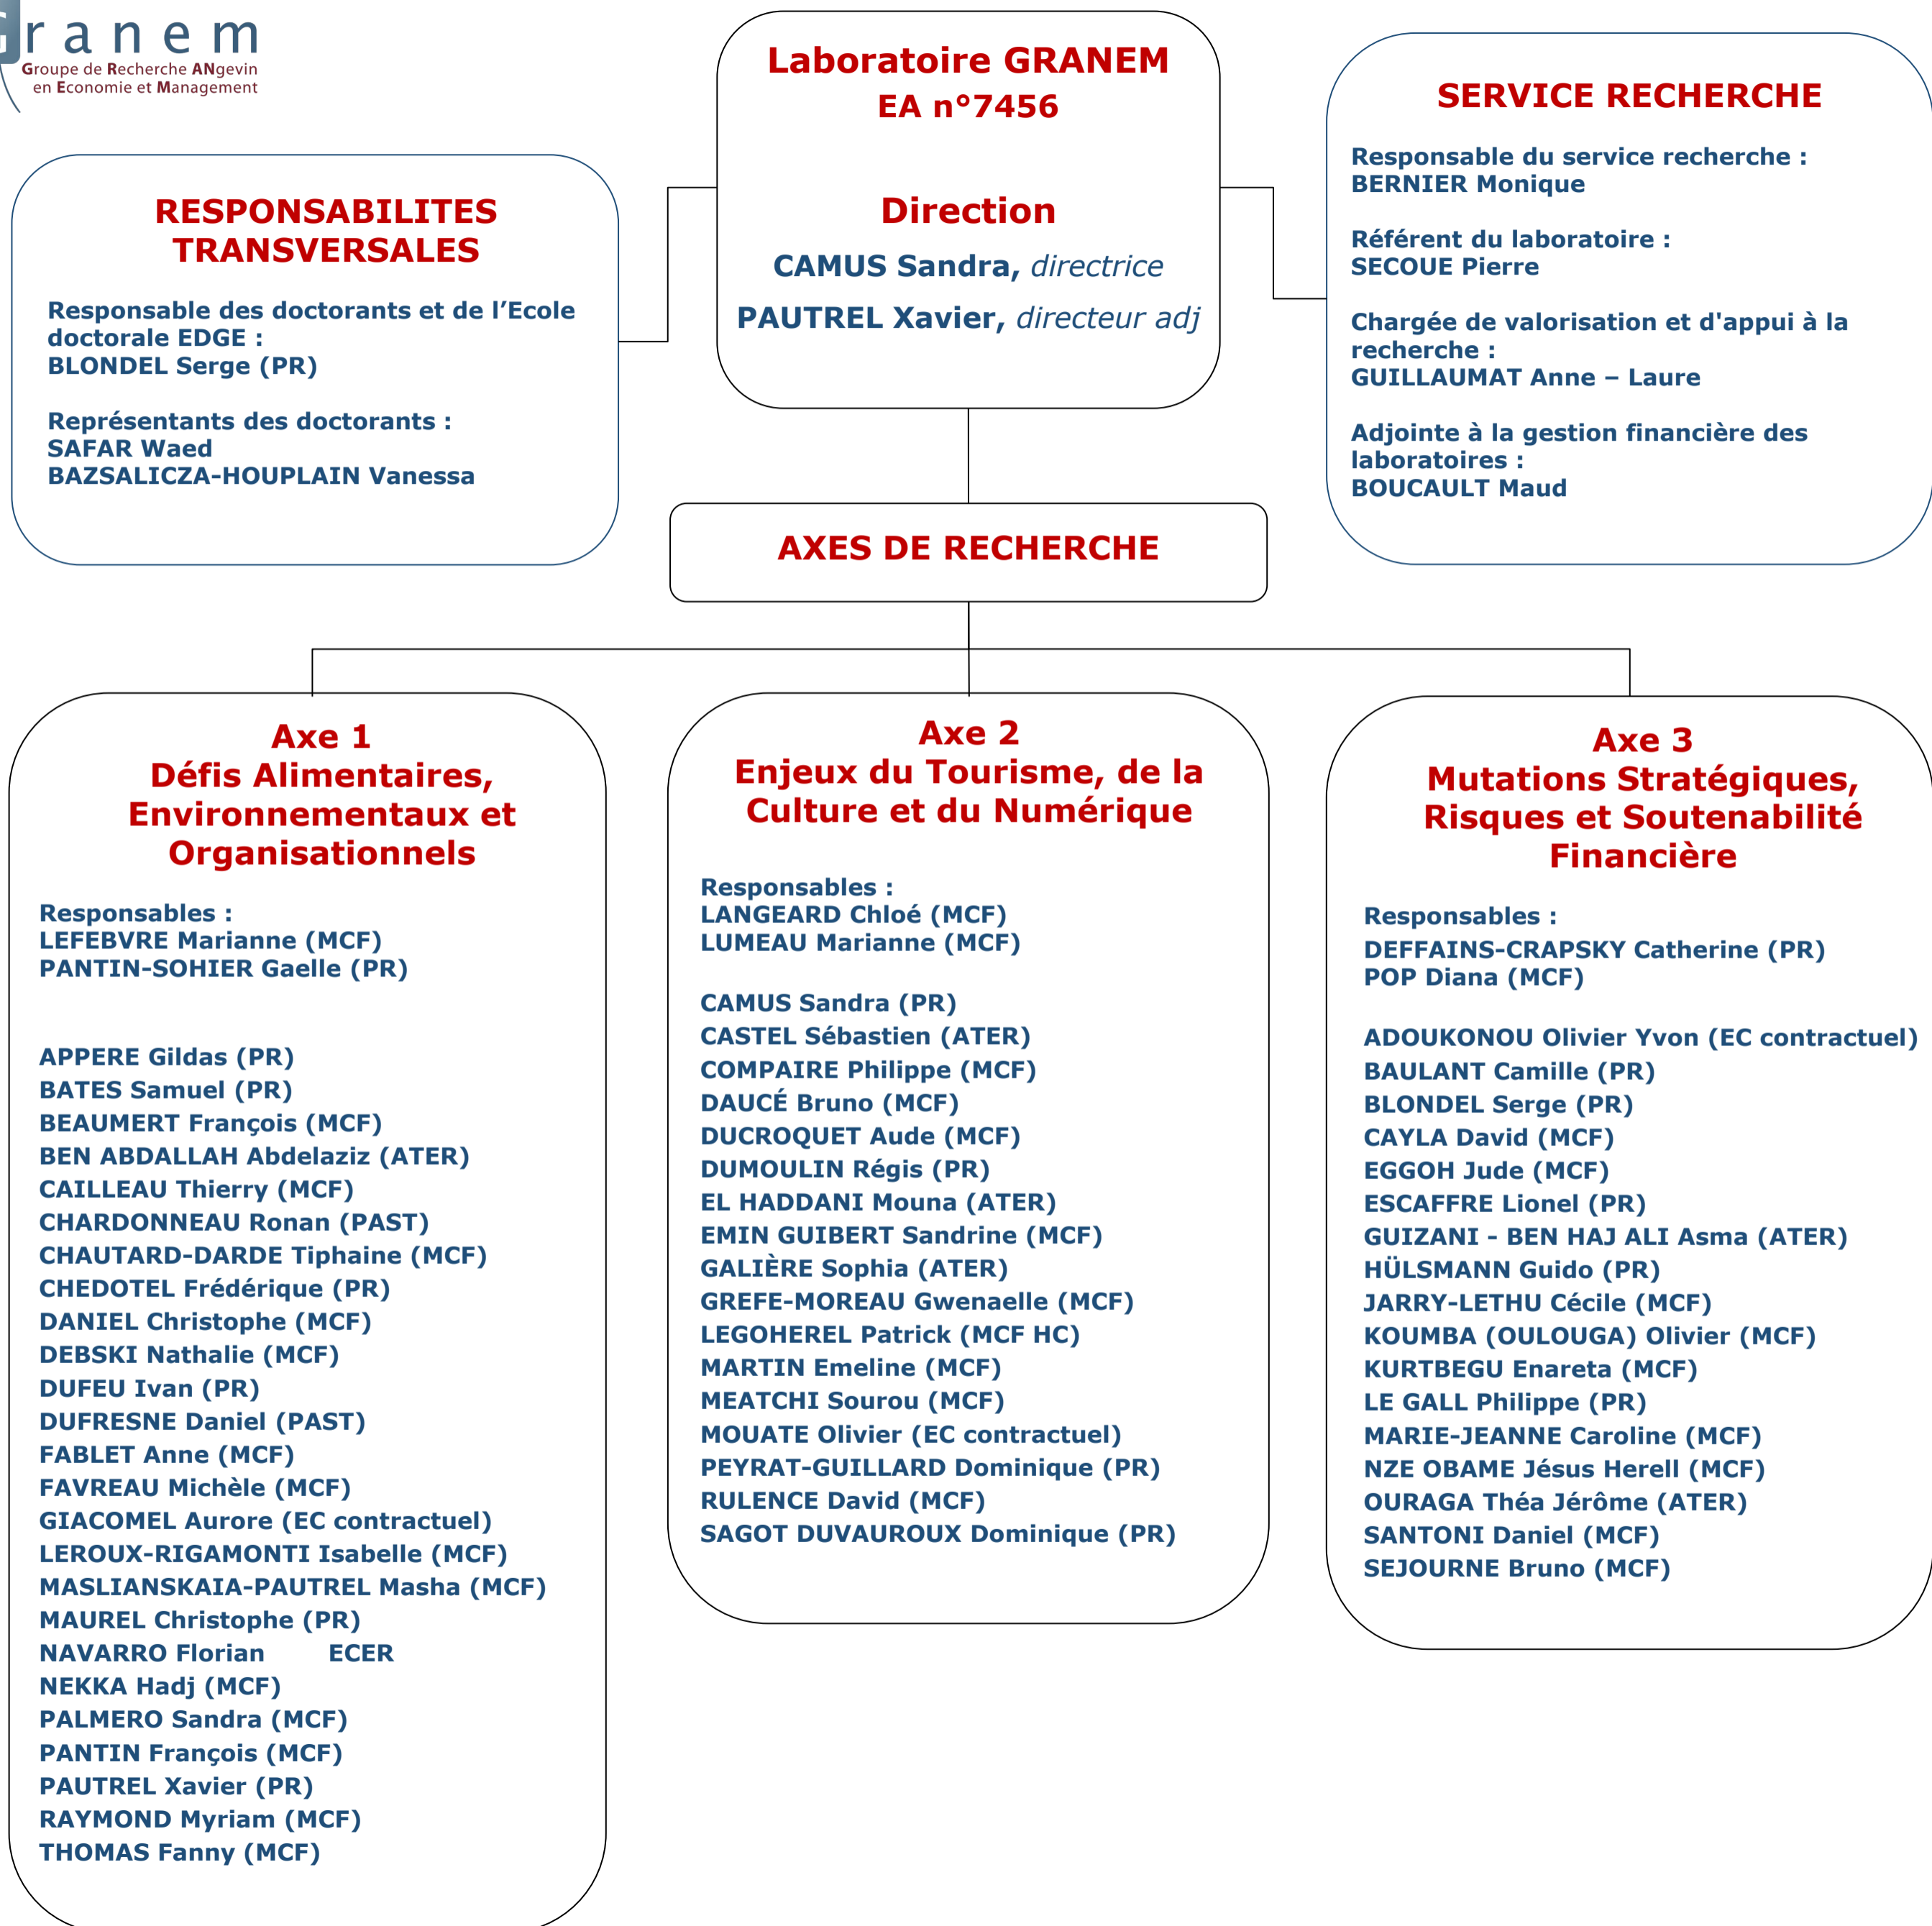 Granem
Groupe de Recherche ANgevin
en Economie et Management
Laboratoire GRANEM
EA n°7456
Direction
CAMUS Sandra, directrice
PAUTREL Xavier, directeur adj
RESPONSABILITES
TRANSVERSALES
Responsable des doctorants et de l’Ecole
doctorale EDGE :
BLONDEL Serge (PR)
Représentants des doctorants :
SAFAR Waed
BAZSALICZA-HOUPLAIN Vanessa
SERVICE RECHERCHE
Responsable du service recherche :
BERNIER Monique
Référent du laboratoire :
SECOUE Pierre
Chargée de valorisation et d'appui à la
recherche :
GUILLAUMAT Anne – Laure
Adjointe à la gestion financière des
laboratoires :
BOUCAULT Maud
AXES DE RECHERCHE
Axe 1
Défis Alimentaires,
Environnementaux et
Organisationnels
Responsables :
LEFEBVRE Marianne (MCF)
PANTIN-SOHIER Gaelle (PR)
APPERE Gildas (PR)
BATES Samuel (PR)
BEAUMERT François (MCF)
BEN ABDALLAH Abdelaziz (ATER)
CAILLEAU Thierry (MCF)
CHARDONNEAU Ronan (PAST)
CHAUTARD-DARDE Tiphaine (MCF)
CHEDOTEL Frédérique (PR)
DANIEL Christophe (MCF)
DEBSKI Nathalie (MCF)
DUFEU Ivan (PR)
DUFRESNE Daniel (PAST)
FABLET Anne (MCF)
FAVREAU Michèle (MCF)
GIACOMEL Aurore (EC contractuel)
LEROUX-RIGAMONTI Isabelle (MCF)
MASLIANSKAIA-PAUTREL Masha (MCF)
MAUREL Christophe (PR)
NAVARRO Florian ECER
NEKKA Hadj (MCF)
PALMERO Sandra (MCF)
PANTIN François (MCF)
PAUTREL Xavier (PR)
RAYMOND Myriam (MCF)
THOMAS Fanny (MCF)
Axe 2
Enjeux du Tourisme, de la
Culture et du Numérique
Responsables :
LANGEARD Chloé (MCF)
LUMEAU Marianne (MCF)
CAMUS Sandra (PR)
CASTEL Sébastien (ATER)
COMPAIRE Philippe (MCF)
DAUCÉ Bruno (MCF)
DUCROQUET Aude (MCF)
DUMOULIN Régis (PR)
EL HADDANI Mouna (ATER)
EMIN GUIBERT Sandrine (MCF)
GALIÈRE Sophia (ATER)
GREFE-MOREAU Gwenaelle (MCF)
LEGOHEREL Patrick (MCF HC)
MARTIN Emeline (MCF)
MEATCHI Sourou (MCF)
MOUATE Olivier (EC contractuel)
PEYRAT-GUILLARD Dominique (PR)
RULENCE David (MCF)
SAGOT DUVAUROUX Dominique (PR)
Axe 3
Mutations Stratégiques,
Risques et Soutenabilité
Financière
Responsables :
DEFFAINS-CRAPSKY Catherine (PR)
POP Diana (MCF)
ADOUKONOU Olivier Yvon (EC contractuel)
BAULANT Camille (PR)
BLONDEL Serge (PR)
CAYLA David (MCF)
EGGOH Jude (MCF)
ESCAFFRE Lionel (PR)
GUIZANI - BEN HAJ ALI Asma (ATER)
HÜLSMANN Guido (PR)
JARRY-LETHU Cécile (MCF)
KOUMBA (OULOUGA) Olivier (MCF)
KURTBEGU Enareta (MCF)
LE GALL Philippe (PR)
MARIE-JEANNE Caroline (MCF)
NZE OBAME Jésus Herell (MCF)
OURAGA Théa Jérôme (ATER)
SANTONI Daniel (MCF)
SEJOURNE Bruno (MCF)